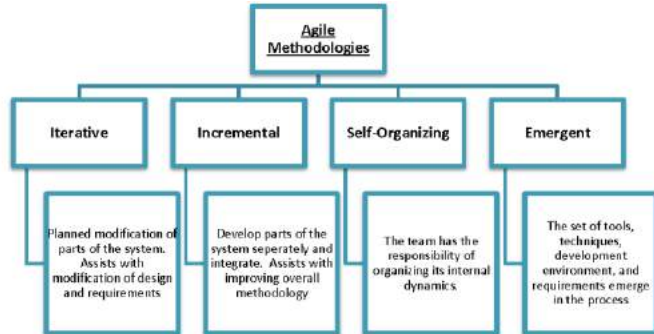 Agile
Methodologies
Iterative
Incremental
Self-Organizing
Emergent
Planned modification of
parts of the system.
Assists with
modification of design
and requirements
Develop parts of the
system seperately and
integrate.  Assists with
improving overall
methodology
The team has the
responsibility of
organizing its internal
dynamics.
The set of tools,
techniques,
development
environment, and
requirements emerge
in the process